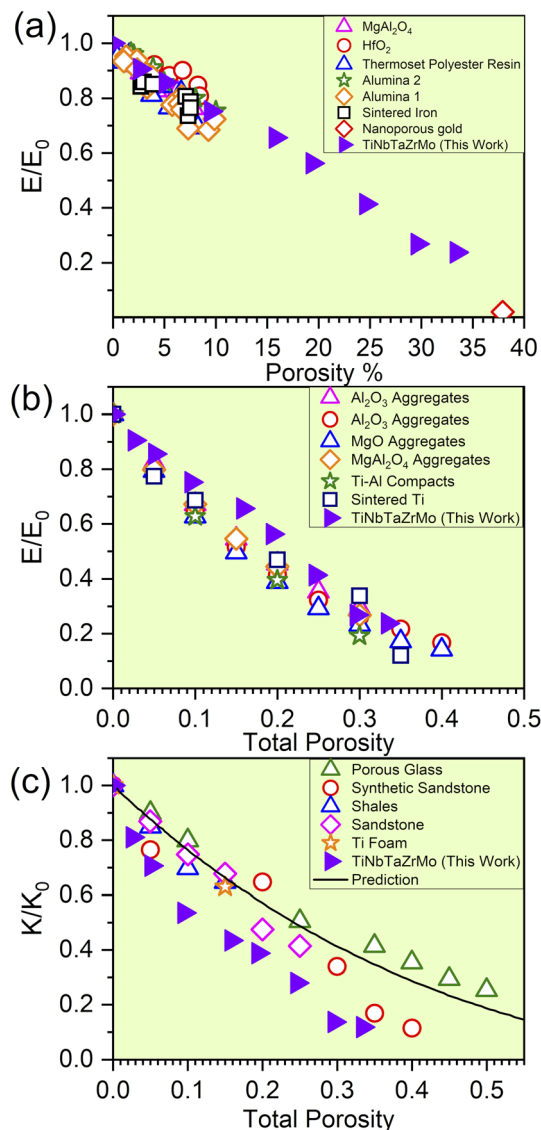 (a)
MgAl₂O₄
HfO₂
Thermoset Polyester Resin
Alumina 2
Alumina 1
Sintered Iron
Nanoporous gold
TiNbTaZrMo (This Work)
1.0
0.8
0.6
0.4
0.2
E/E₀
0 5 10 15 20 25 30 35 40
Porosity %
(b)
Al₂O₃ Aggregates
Al₂O₃ Aggregates
MgO Aggregates
MgAl₂O₄ Aggregates
Ti-Al Compacts
Sintered Ti
TiNbTaZrMo (This Work)
1.0
0.8
0.6
0.4
0.2
0.0
E/E₀
0.0 0.1 0.2 0.3 0.4 0.5
Total Porosity
(c)
Porous Glass
Synthetic Sandstone
Shales
Sandstone
Ti Foam
TiNbTaZrMo (This Work)
Prediction
1.0
0.8
0.6
0.4
0.2
0.0
K/K₀
0.0 0.1 0.2 0.3 0.4 0.5
Total Porosity